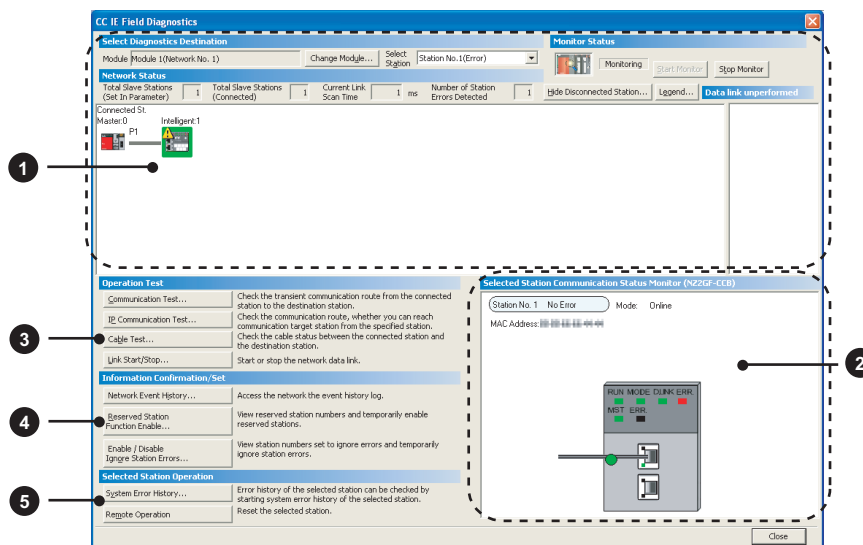 CC IE Field Diagnostics
Select Diagnostics Destination
Monitor Status
Module Module 1(Network No. 1)
Change Module...
Select Station
Station No.1(Error)
Monitoring
Start Monitor
Stop Monitor
Network Status
Total Slave Stations (Set In Parameter) 1
Total Slave Stations (Connected) 1
Current Link Scan Time 1 ms
Number of Station Errors Detected 1
Hide Disconnected Station...
Legend...
Data link unperformed
Connected St.
Master:0 Intelligent:1
P1
1
Operation Test
Communication Test...
Check the transient communication route from the connected
station to the destination station.
IP Communication Test...
Check the communication route, whether you can reach
communication target station from the specified station.
3
Cable Test...
Check the cable status between the connected station and
the destination station.
Link Start/Stop...
Start or stop the network data link.
Information Confirmation/Set
Network Event History...
Access the network the event history log.
4
Reserved Station
Function Enable...
View reserved station numbers and temporarily enable
reserved stations.
Enable / Disable
Ignore Station Errors...
View station numbers set to ignore errors and temporarily
ignore station errors.
Selected Station Operation
5
System Error History...
Error history of the selected station can be checked by
starting system error history of the selected station.
Remote Operation
Reset the selected station.
Selected Station Communication Status Monitor (NZ2GF-CCB)
Station No. 1 No Error
Mode: Online
MAC Address:
2
RUN MODE D.LINK ERR.
MST ERR.
Close